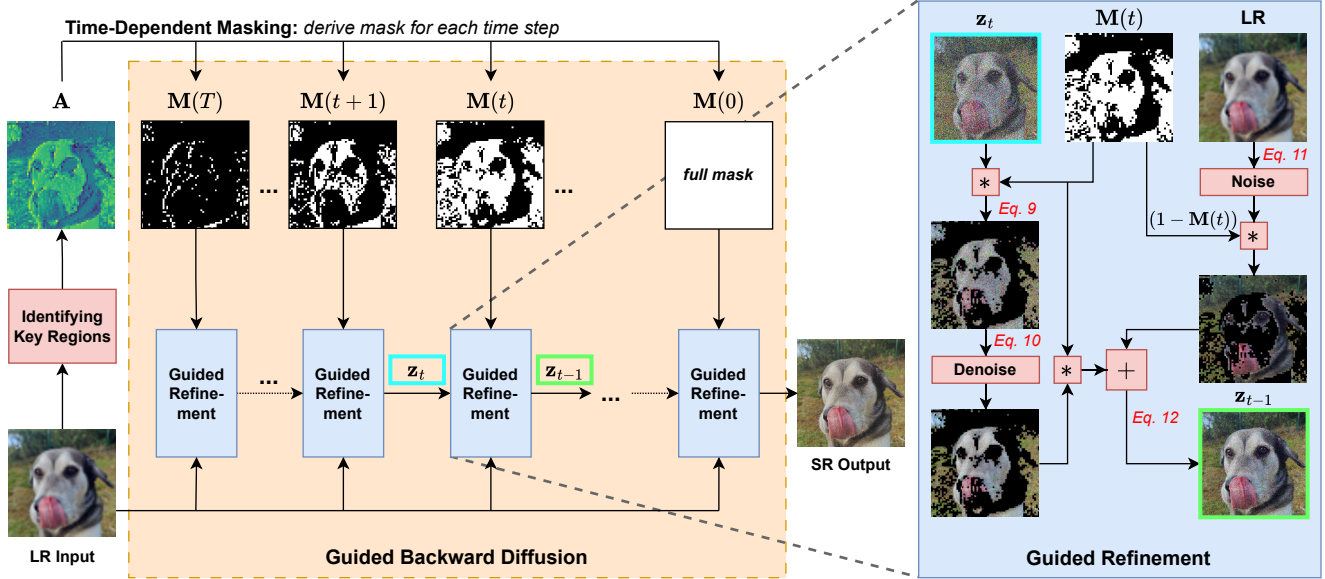 Time-Dependent Masking: derive mask for each time step
A
M(T)
M(t + 1)
M(t)
M(0)
...
...
full mask
Identifying
Key Regions
Guided
Refine-
ment
...
Guided
Refine-
ment
z_t
Guided
Refine-
ment
z_{t-1}
...
Guided
Refine-
ment
LR Input
SR Output
Guided Backward Diffusion
z_t
M(t)
LR
Eq. 11
Noise
*
Eq. 9
(1 − M(t))
*
Eq. 10
Denoise
*
+
z_{t-1}
Eq. 12
Guided Refinement